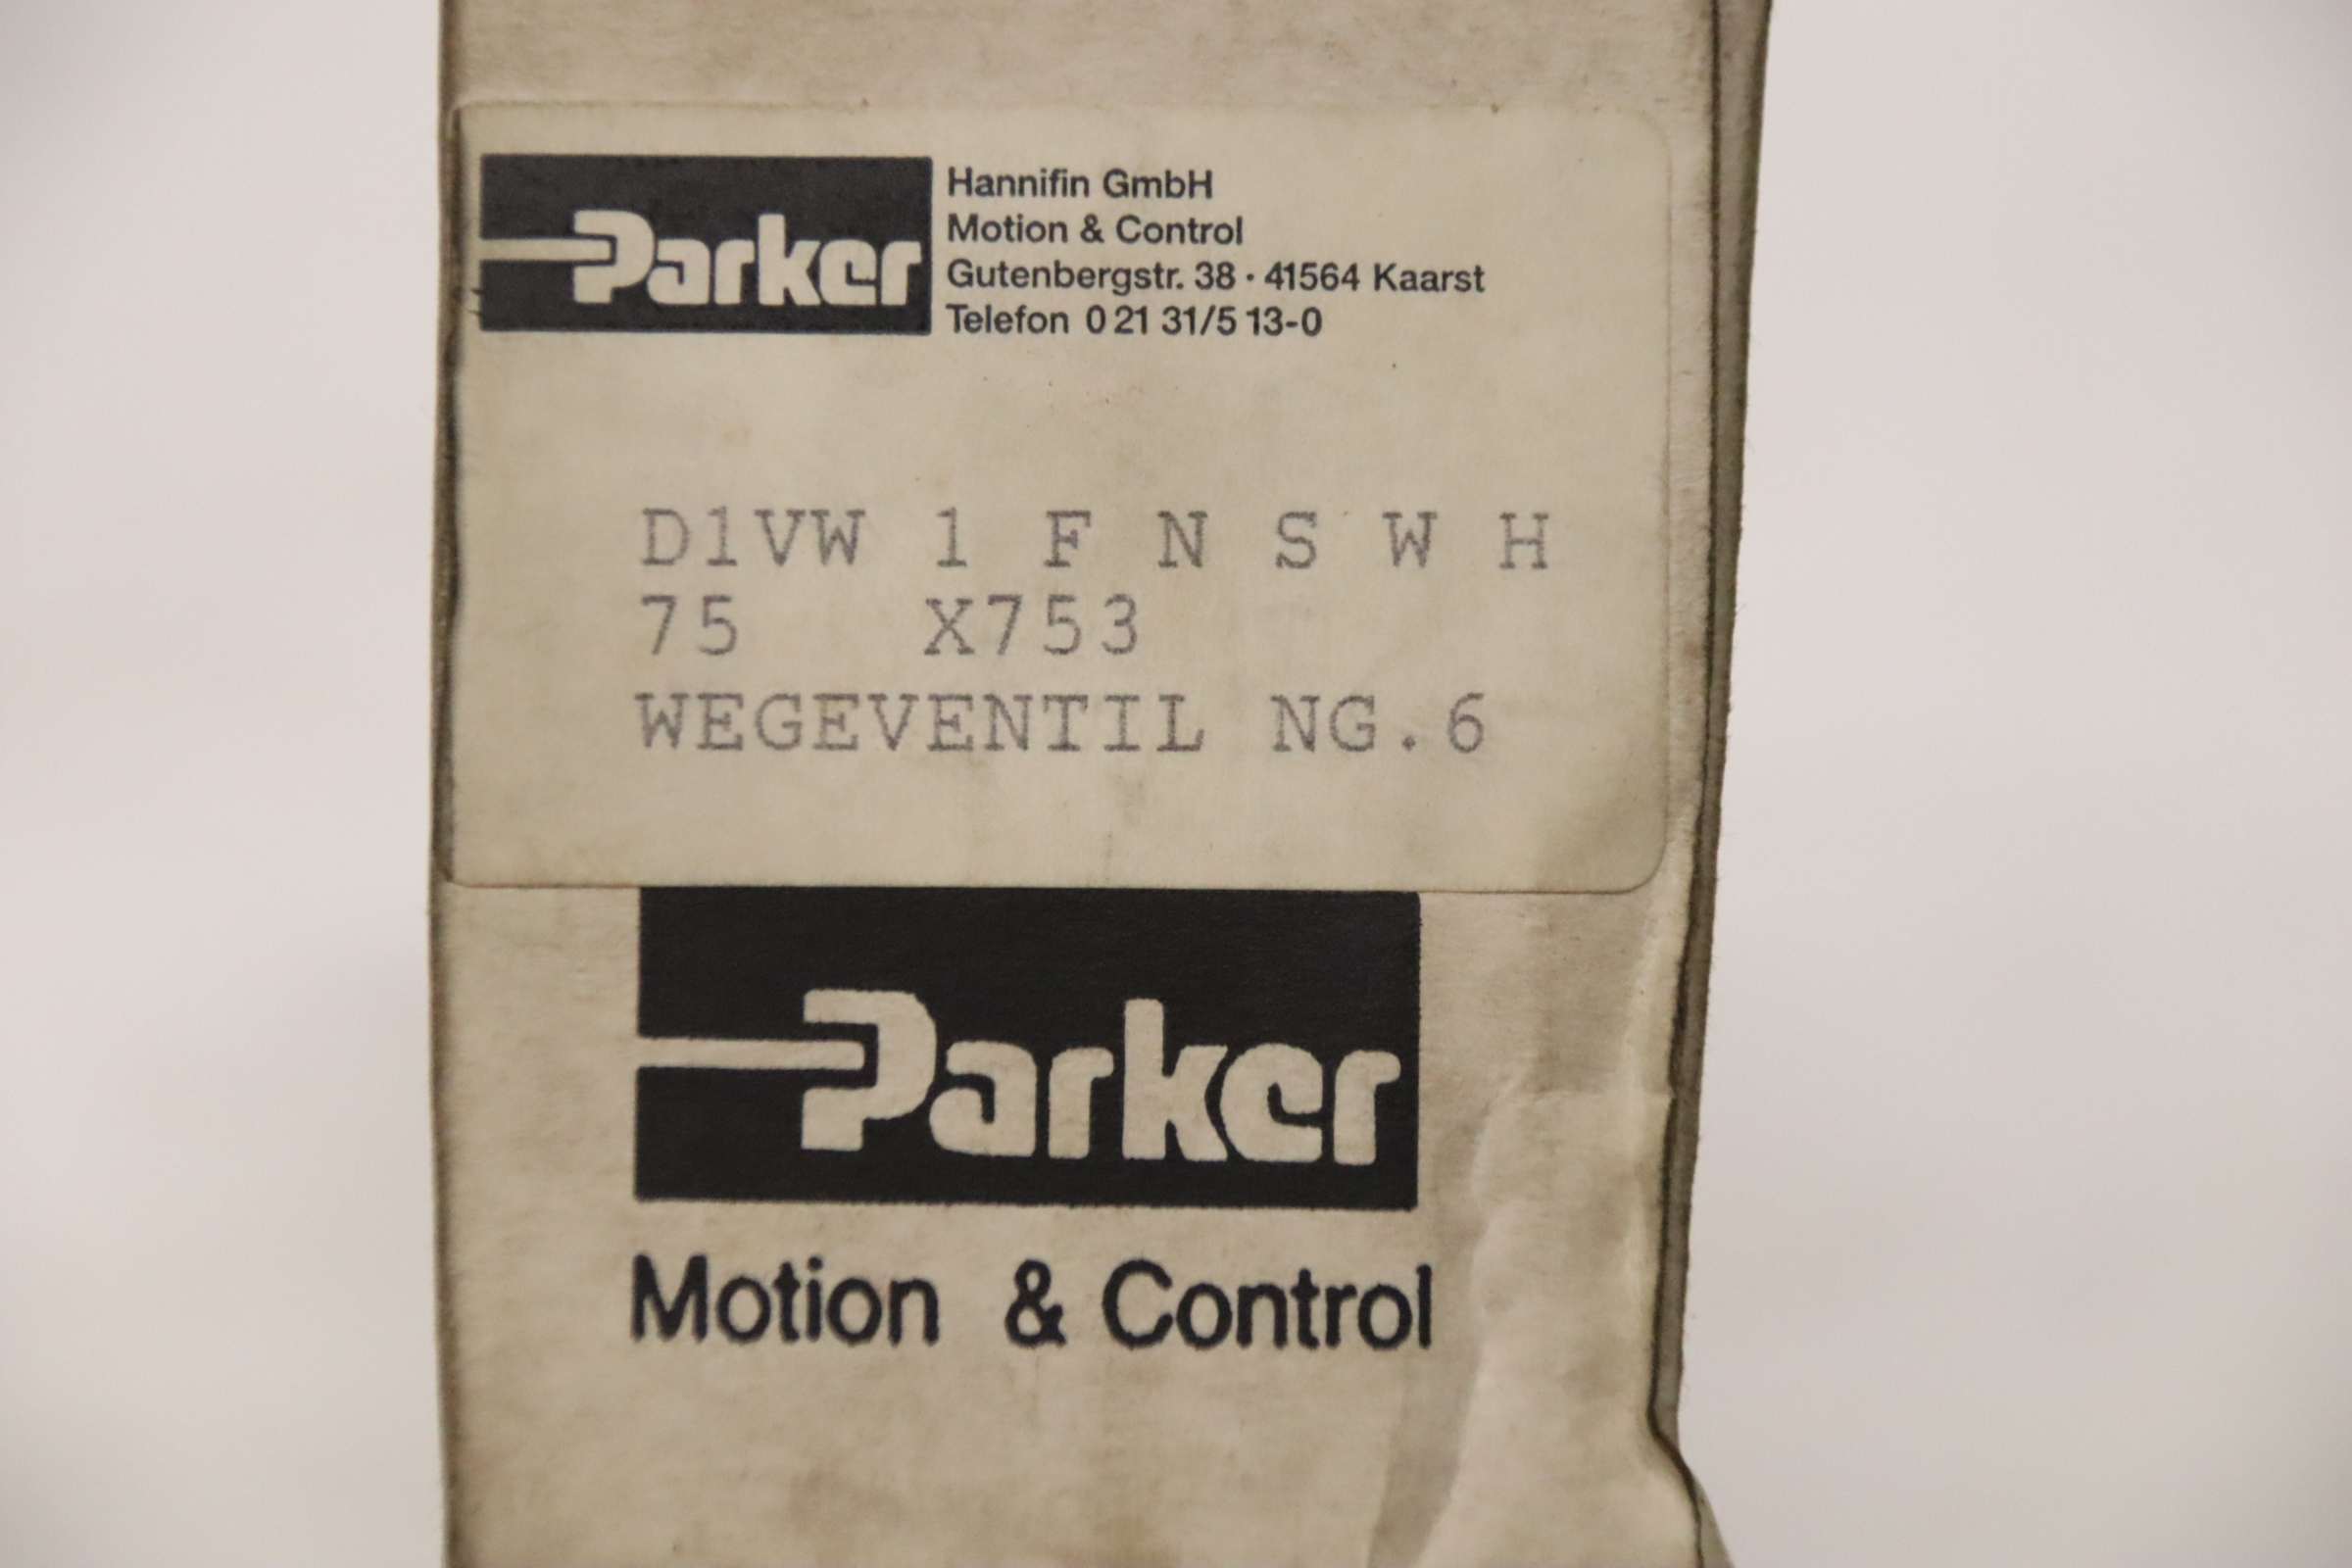 Parker
Hannifin GmbH
Motion & Control
Gutenbergstr. 38 · 41564 Kaarst
Telefon 0 21 31/5 13-0
D1VW 1 F N S W H
75 X753
WEGEVENTIL NG.6
Parker
Motion & Control